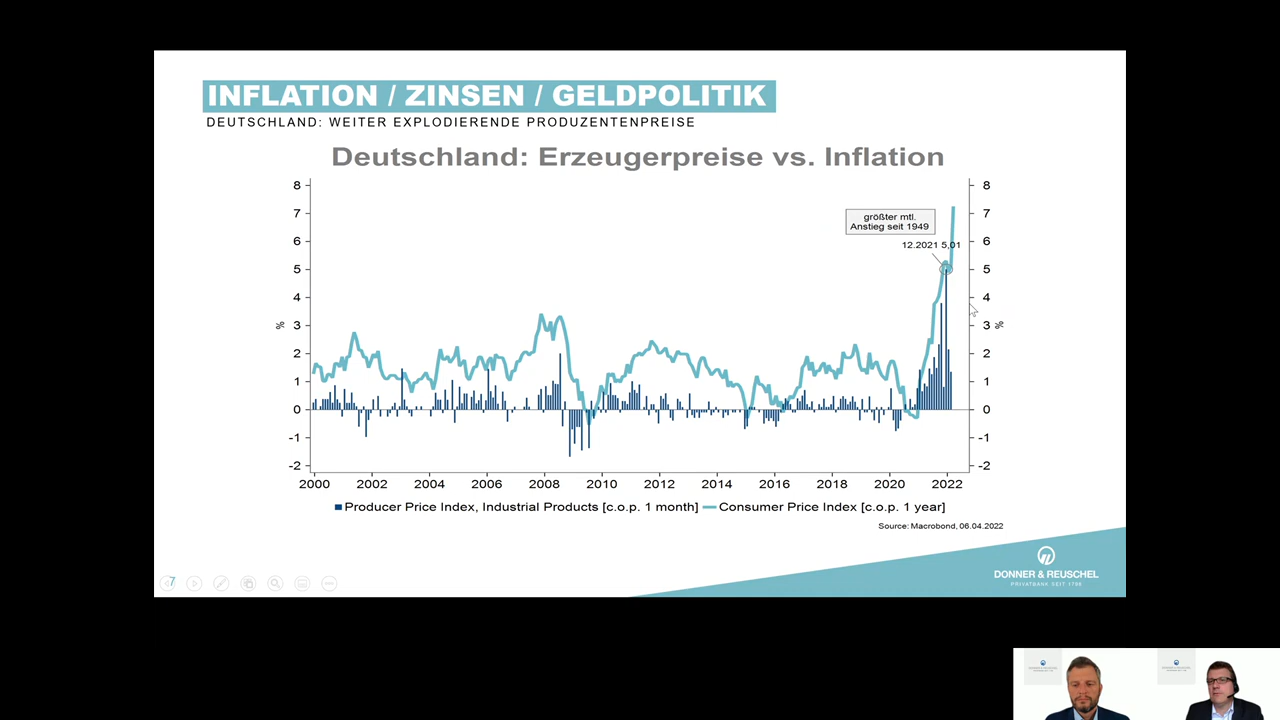 INFLATION / ZINSEN / GELDPOLITIK
DEUTSCHLAND: WEITER EXPLODIERENDE PRODUZENTENPREISE
Deutschland: Erzeugerpreise vs. Inflation
8 8
7 7
6 6
5 5
4 4
3 3
2 2
1 1
0 0
-1 -1
-2 -2
% %
größter mtl.
Anstieg seit 1949
12.2021 5,01
2000 2002 2004 2006 2008 2010 2012 2014 2016 2018 2020 2022
Producer Price Index, Industrial Products [c.o.p. 1 month] Consumer Price Index [c.o.p. 1 year]
Source: Macrobond, 06.04.2022
7
DONNER & REUSCHEL
PRIVATBANK SEIT 1798